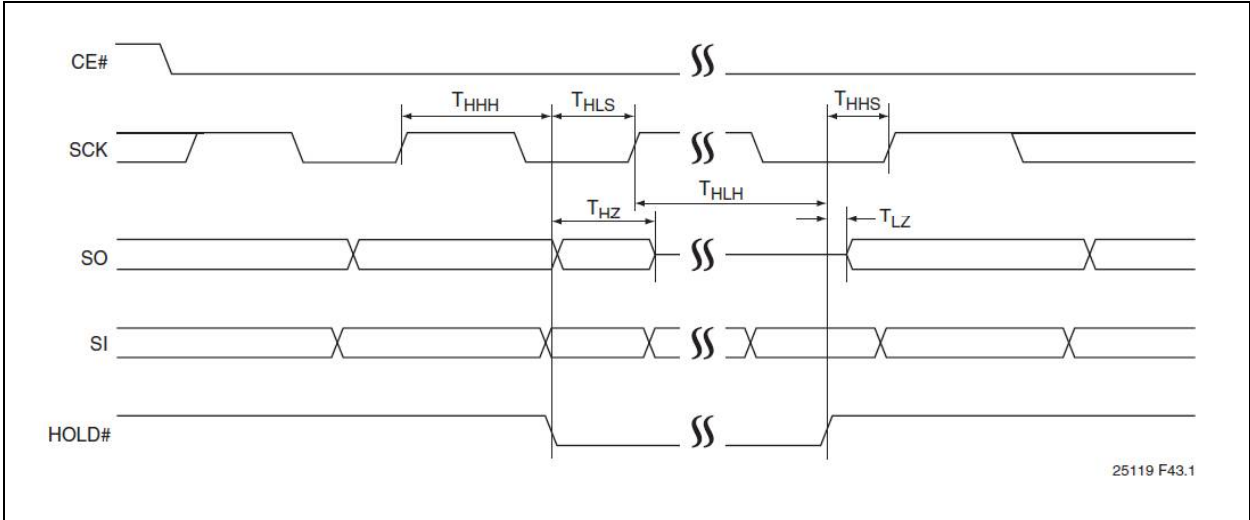 CE#
THHH
THLS
THHS
SCK
THLH
THZ
TLZ
SO
SI
HOLD#
25119 F43.1